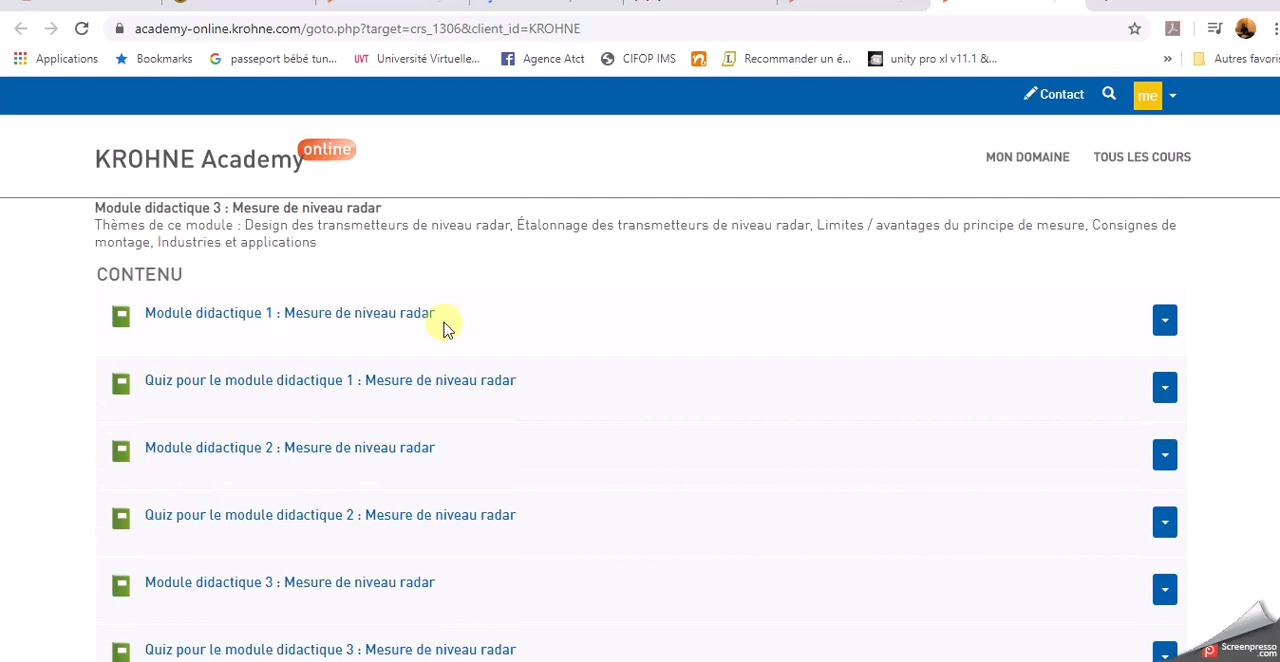 academy-online.krohne.com/goto.php?target=crs_1306&client_id=KROHNE
Applications Bookmarks passeport bébé tun... UVT Université Virtuelle... Agence Atct CIFOP IMS Recommander un é... unity pro xl v11.1 &... » Autres favoris
Contact me
KROHNE Academy online
MON DOMAINE TOUS LES COURS
Module didactique 3 : Mesure de niveau radar
Thèmes de ce module : Design des transmetteurs de niveau radar, Étalonnage des transmetteurs de niveau radar, Limites / avantages du principe de mesure, Consignes de
montage, Industries et applications
CONTENU
Module didactique 1 : Mesure de niveau radar
Quiz pour le module didactique 1 : Mesure de niveau radar
Module didactique 2 : Mesure de niveau radar
Quiz pour le module didactique 2 : Mesure de niveau radar
Module didactique 3 : Mesure de niveau radar
Quiz pour le module didactique 3 : Mesure de niveau radar
Screenpresso
.com